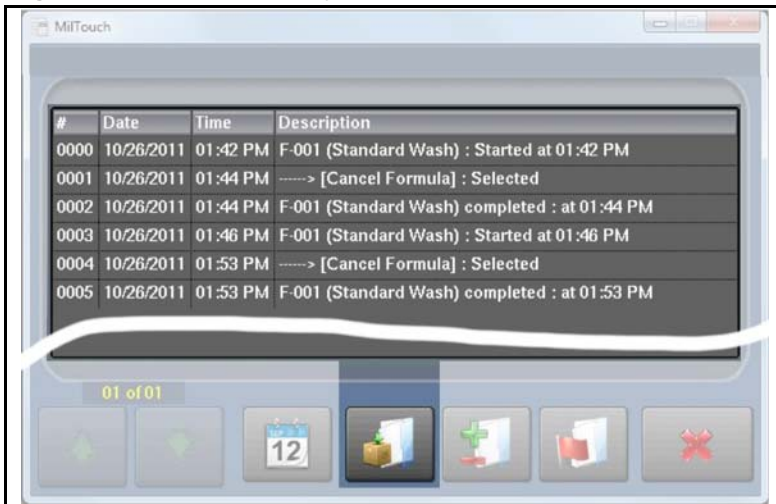 MilTouch
# Date Time Description
0000 10/26/2011 01:42 PM F-001 (Standard Wash) : Started at 01:42 PM
0001 10/26/2011 01:44 PM ------> [Cancel Formula] : Selected
0002 10/26/2011 01:44 PM F-001 (Standard Wash) completed : at 01:44 PM
0003 10/26/2011 01:46 PM F-001 (Standard Wash) : Started at 01:46 PM
0004 10/26/2011 01:53 PM ------> [Cancel Formula] : Selected
0005 10/26/2011 01:53 PM F-001 (Standard Wash) completed : at 01:53 PM
01 of 01
12